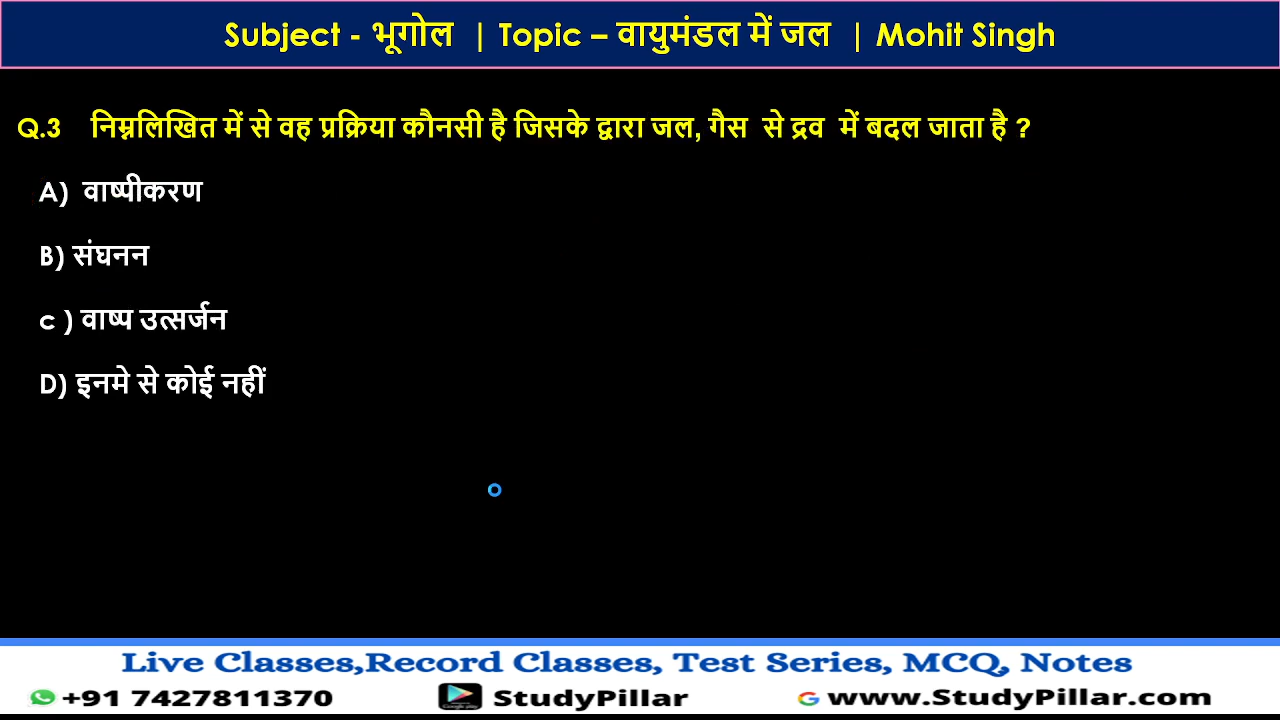 Subject - भूगोल | Topic – वायुमंडल में जल | Mohit Singh
Q.3 निम्नलिखित में से वह प्रक्रिया कौनसी है जिसके द्वारा जल, गैस से द्रव में बदल जाता है ?
A) वाष्पीकरण
B) संघनन
c ) वाष्प उत्सर्जन
D) इनमे से कोई नहीं
Live Classes,Record Classes, Test Series, MCQ, Notes
+91 7427811370 StudyPillar www.StudyPillar.com